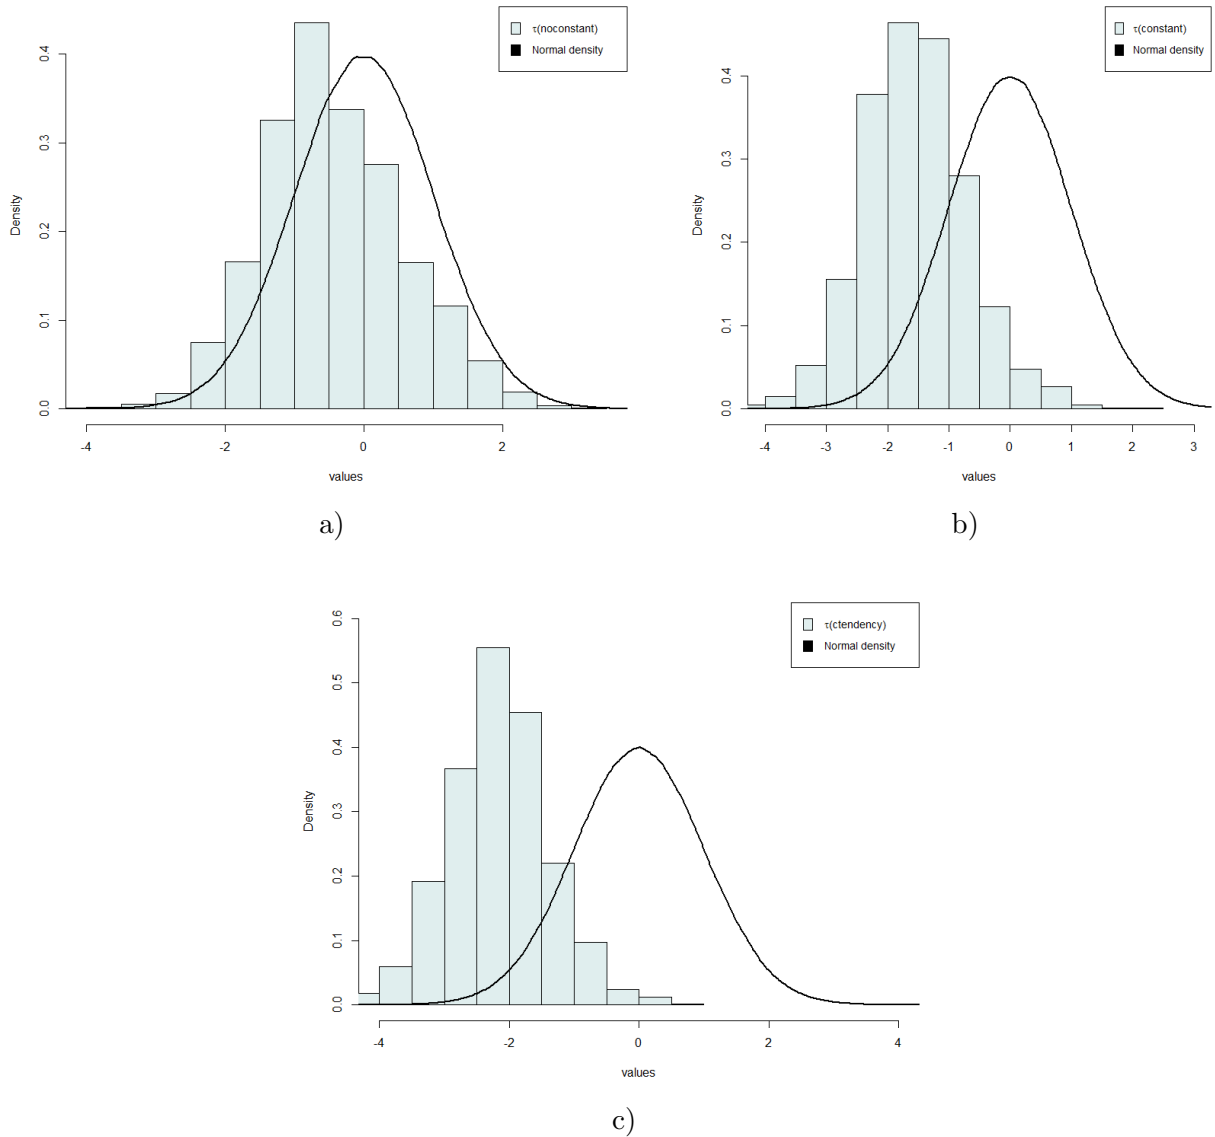 τ(noconstant)
Normal density
Density
0.0
0.1
0.2
0.3
0.4
-4
-2
0
2
values
a)
τ(constant)
Normal density
Density
0.0
0.1
0.2
0.3
0.4
-4
-3
-2
-1
0
1
2
3
values
b)
τ(ctendency)
Normal density
Density
0.0
0.1
0.2
0.3
0.4
0.5
0.6
-4
-2
0
2
4
values
c)